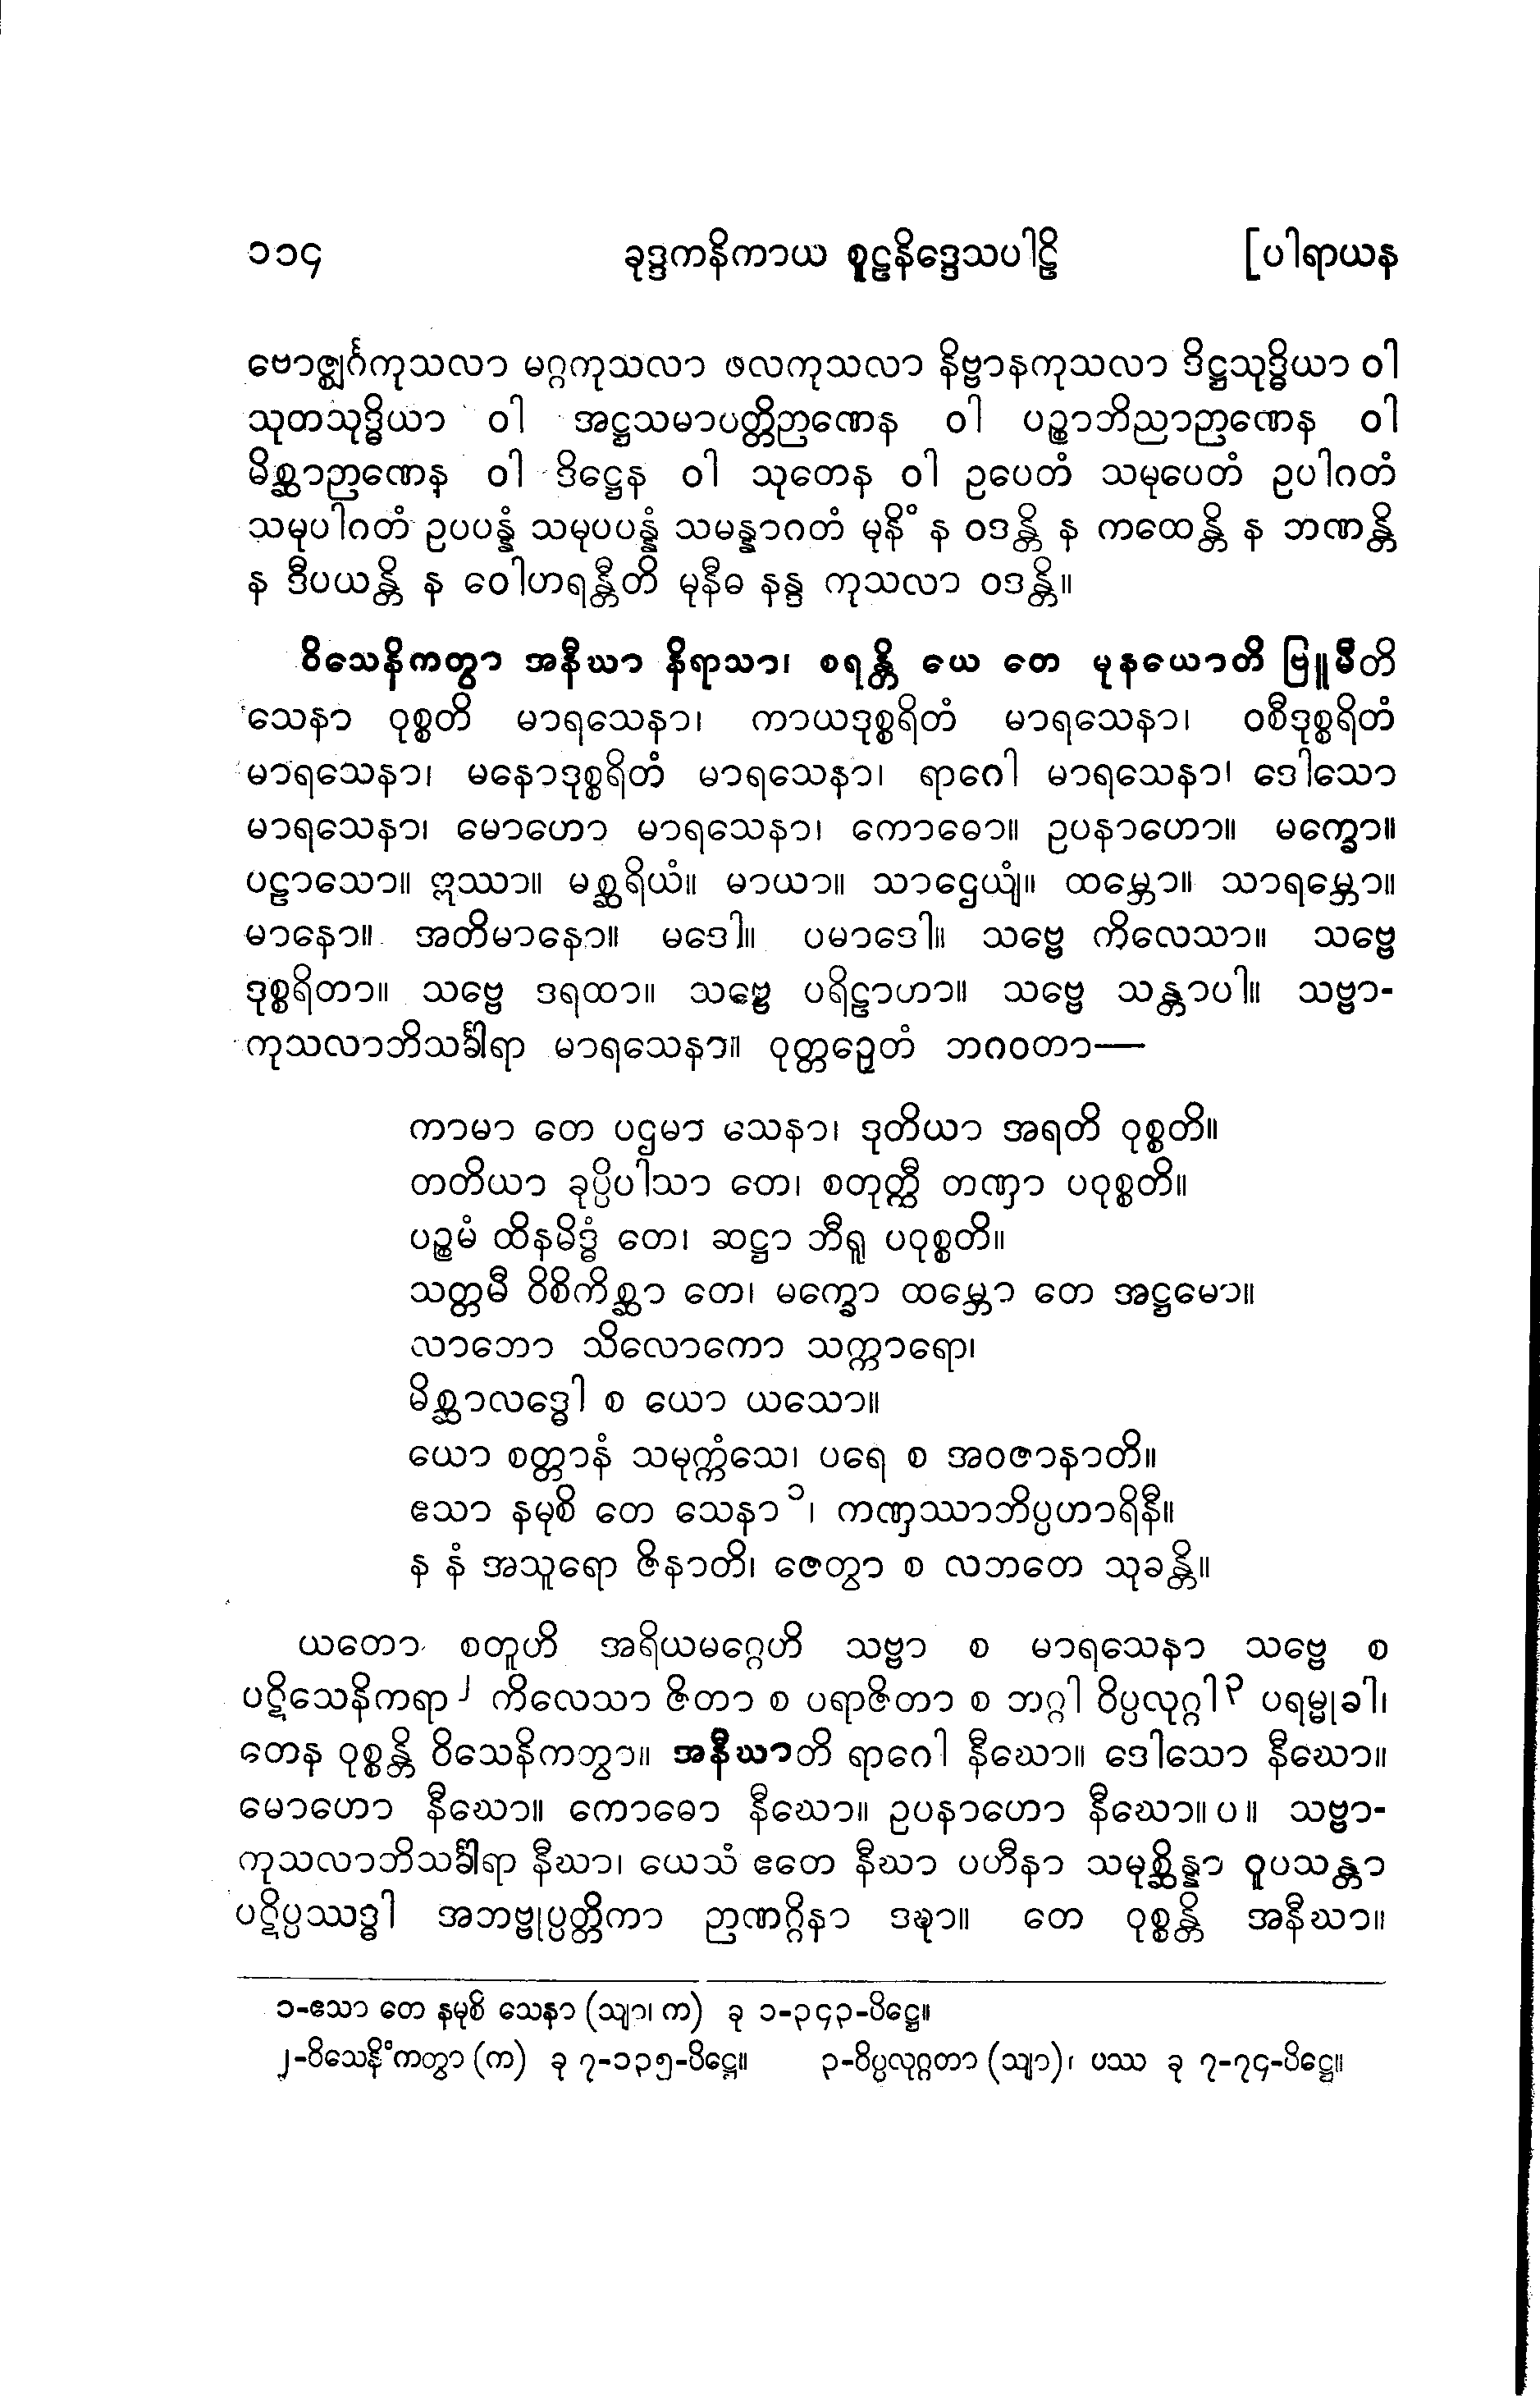 ၁၁၄ ခုဒ္ဒကနိကာယ စူဠနိဒ္ဒေသပါဠိ [ပါရာယန
ဗောဇ္ဈင်္ဂကုသလာ မဂ္ဂကုသလာ ဖလကုသလာ နိဗ္ဗာနကုသလာ ဒိဋ္ဌသုဒ္ဓိယာ ဝါ
သုတသုဒ္ဓိယာ ဝါ အဋ္ဌသမာပတ္တိဉာဏေန ဝါ ပဉ္စာဘိညာဉာဏေန ဝါ
မိစ္ဆာဉာဏေန ဝါ ဒိဋ္ဌေန ဝါ သုတေန ဝါ ဥပေတံ သမုပေတံ ဥပါဂတံ
သမုပါဂတံ ဥပပန္နံ သမုပပန္နံ သမန္နာဂတံ မုနိံ န ဝဒန္တိ န ကထေန္တိ န ဘဏန္တိ
န ဒီပယန္တိ န ဝေါဟရန္တီတိ မုနီဓ နန္ဒ ကုသလာ ဝဒန္တိ။
ဝိသေနိကတွာ အနီဃာ နိရာသာ၊ စရန္တိ ယေ တေ မုနယောတိ ဗြူမီတိ
သေနာ ဝုစ္စတိ မာရသေနာ၊ ကာယဒုစ္စရိတံ မာရသေနာ၊ ဝစီဒုစ္စရိတံ
မာရသေနာ၊ မနောဒုစ္စရိတံ မာရသေနာ၊ ရာဂေါ မာရသေနာ၊ ဒေါသော
မာရသေနာ၊ မောဟော မာရသေနာ၊ ကောဓော။ ဥပနာဟော။ မက္ခော။
ပဠာသော။ ဣဿာ။ မစ္ဆရိယံ။ မာယာ။ သာဌေယျံ။ ထမ္ဘော။ သာရမ္ဘော။
မာနော။ အတိမာနော။ မဒေါ။ ပမာဒေါ။ သဗ္ဗေ ကိလေသာ။ သဗ္ဗေ
ဒုစ္စရိတာ။ သဗ္ဗေ ဒရထာ။ သဗ္ဗေ ပရိဠာဟာ။ သဗ္ဗေ သန္တာပါ။ သဗ္ဗာ-
ကုသလာဘိသင်္ခါရာ မာရသေနာ။ ဝုတ္တဉှေတံ ဘဂဝတာ—
ကာမာ တေ ပဌမာ သေနာ၊ ဒုတိယာ အရတိ ဝုစ္စတိ။
တတိယာ ခုပ္ပိပါသာ တေ၊ စတုတ္ထီ တဏှာ ပဝုစ္စတိ။
ပဉ္စမံ ထိနမိဒ္ဓံ တေ၊ ဆဋ္ဌာ ဘီရူ ပဝုစ္စတိ။
သတ္တမီ ဝိစိကိစ္ဆာ တေ၊ မက္ခော ထမ္ဘော တေ အဋ္ဌမော။
လာဘော သိလောကော သက္ကာရော၊
မိစ္ဆာလဒ္ဓေါ စ ယော ယသော။
ယော စတ္တာနံ သမုက္ကံသေ၊ ပရေ စ အဝဇာနာတိ။
ဧသာ နမုစိ တေ သေနာ၁၊ ကဏှဿာဘိပ္ပဟာရိနီ။
န နံ အသူရော ဇိနာတိ၊ ဇေတွာ စ လဘတေ သုခန္တိ။
ယတော စတူဟိ အရိယမဂ္ဂေဟိ သဗ္ဗာ စ မာရသေနာ သဗ္ဗေ စ
ပဋိသေနိကရာ၂ ကိလေသာ ဇိတာ စ ပရာဇိတာ စ ဘဂ္ဂါ ဝိပ္ပလုဂ္ဂါ၃ ပရမ္မုခါ၊
တေန ဝုစ္စန္တိ ဝိသေနိကတွာ။ အနီဃာတိ ရာဂေါ နီဃော။ ဒေါသော နီဃော။
မောဟော နီဃော။ ကောဓော နီဃော။ ဥပနာဟော နီဃော။ ပ ။ သဗ္ဗာ-
ကုသလာဘိသင်္ခါရာ နီဃာ၊ ယေသံ ဧတေ နီဃာ ပဟီနာ သမုစ္ဆိန္နာ ဝူပသန္တာ
ပဋိပ္ပဿဒ္ဓါ အဘဗ္ဗုပ္ပတ္တိကာ ဉာဏဂ္ဂိနာ ဒဍ္ဎာ။ တေ ဝုစ္စန္တိ အနီဃာ။
၁-ဧသာ တေ နမုစိ သေနာ (သျာ၊ က) ခု ၁-၃၄၃-ပိဋ္ဌေ။
၂-ဝိသေနိံကတွာ (က) ခု ၇-၁၃၅-ပိဋ္ဌေ။ ၃-ဝိပ္ပလုဂ္ဂတာ (သျာ)၊ ပဿ ခု ၇-၇၄-ပိဋ္ဌေ။